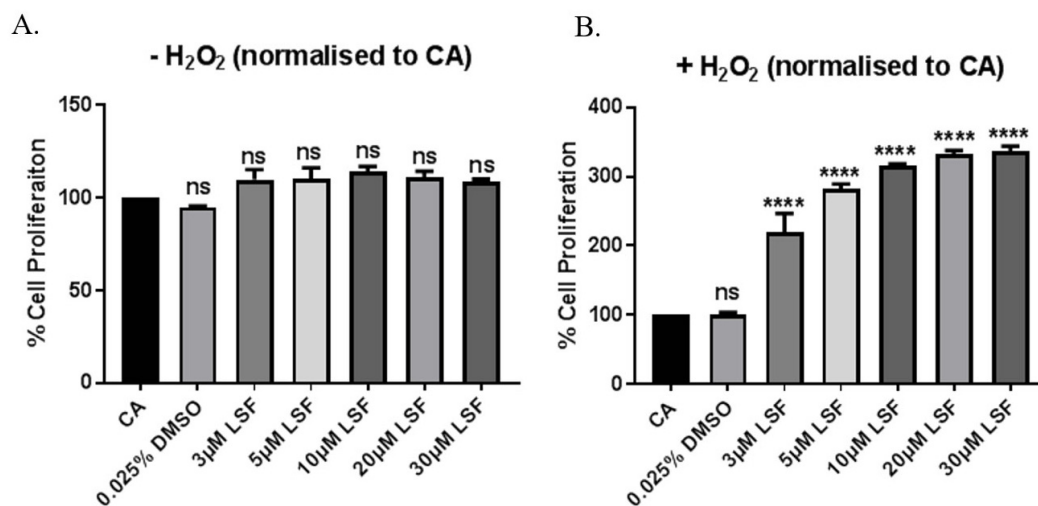 A.
- H₂O₂ (normalised to CA)
% Cell Proliferaiton
150
100
50
0
ns
ns
ns
ns
ns
ns
CA
0.025% DMSO
3µM LSF
5µM LSF
10µM LSF
20µM LSF
30µM LSF
B.
+ H₂O₂ (normalised to CA)
% Cell Proliferation
400
300
200
100
0
ns
****
****
****
****
****
CA
0.025% DMSO
3µM LSF
5µM LSF
10µM LSF
20µM LSF
30µM LSF